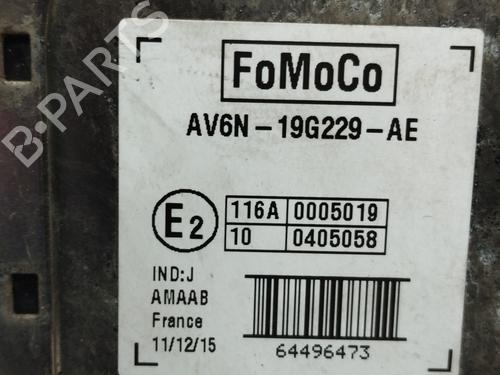 FoMoCo
AV6N-19G229-AE
E2
116A 0005019
10 0405058
IND:J
AMAAB
France
11/12/15
64496473
B-PARTS